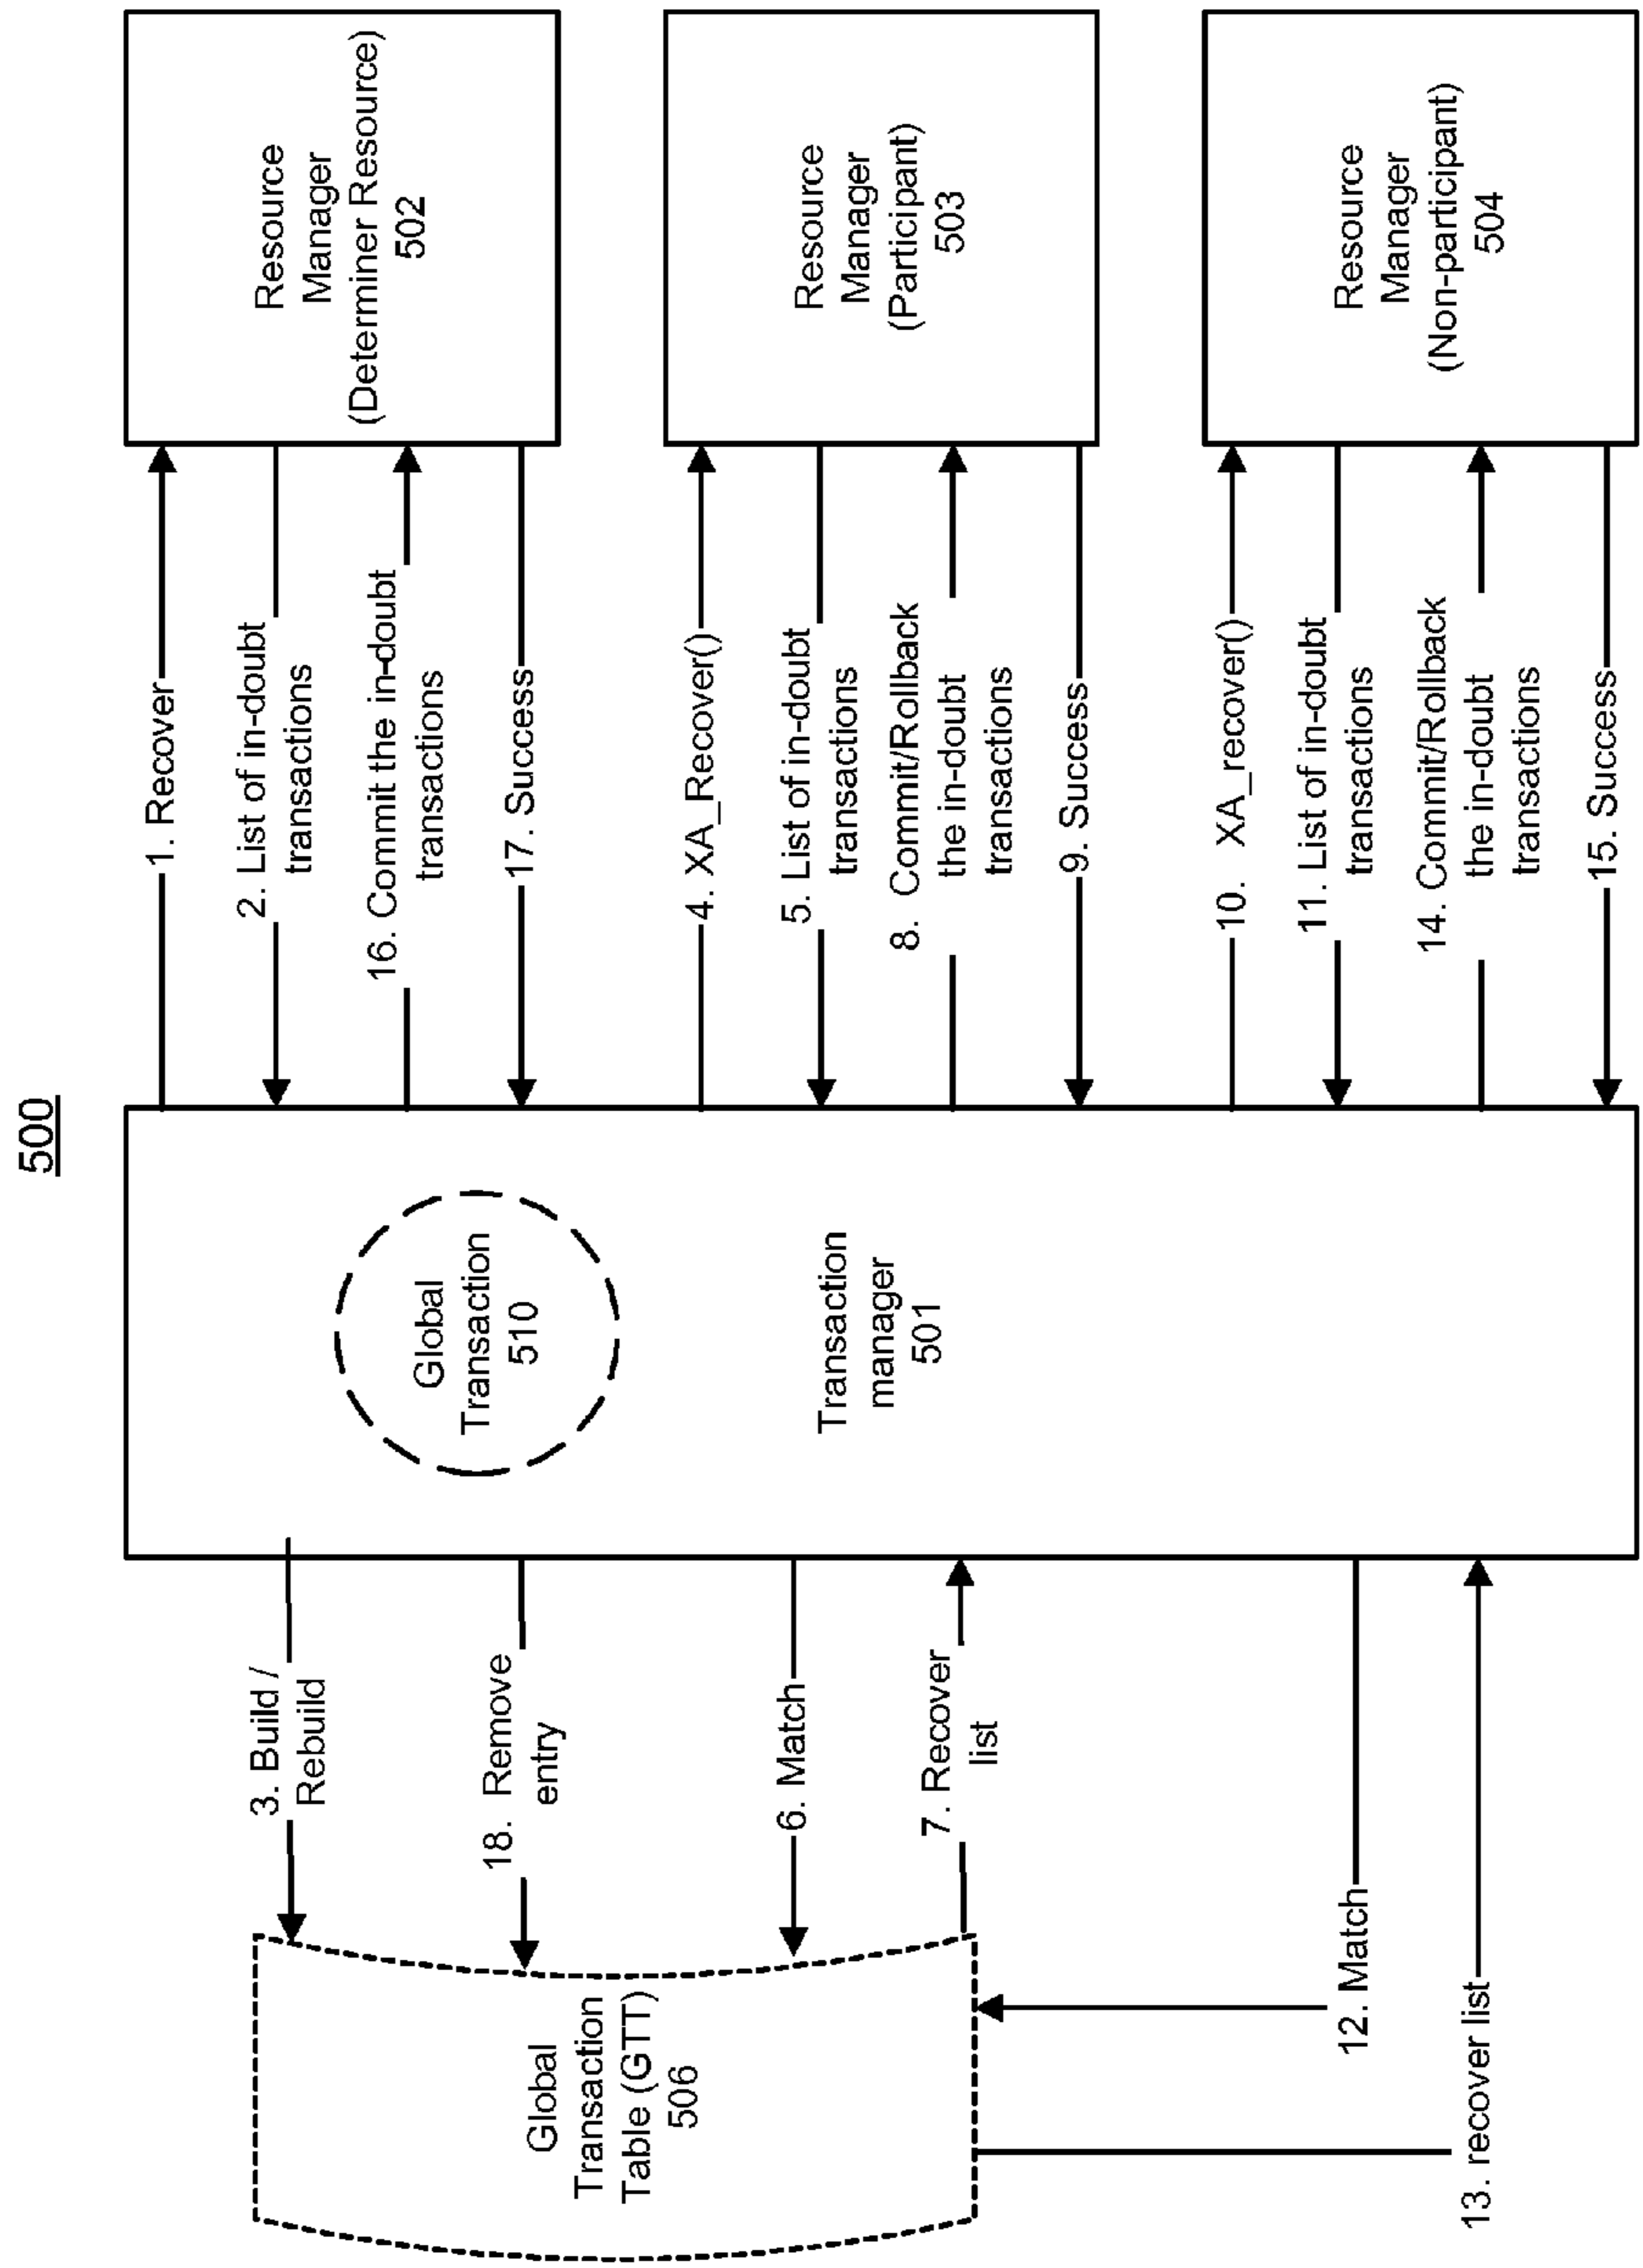 500
Resource
Manager
(Determiner Resource)
502
Resource
Manager
(Participant)
503
Resource
Manager
(Non-participant)
504
1. Recover
2. List of in-doubt
transactions
16. Commit the in-doubt
transactions
17. Success
4. XA_Recover()
5. List of in-doubt
transactions
8. Commit/Rollback
the in-doubt
transactions
9. Success
10. XA_recover()
11. List of in-doubt
transactions
14. Commit/Rollback
the in-doubt
transactions
15. Success
Global
Transaction
510
Transaction
manager
501
3. Build /
Rebuild
18. Remove
entry
6. Match
7. Recover
list
12. Match
13. recover list
Global
Transaction
Table (GTT)
506